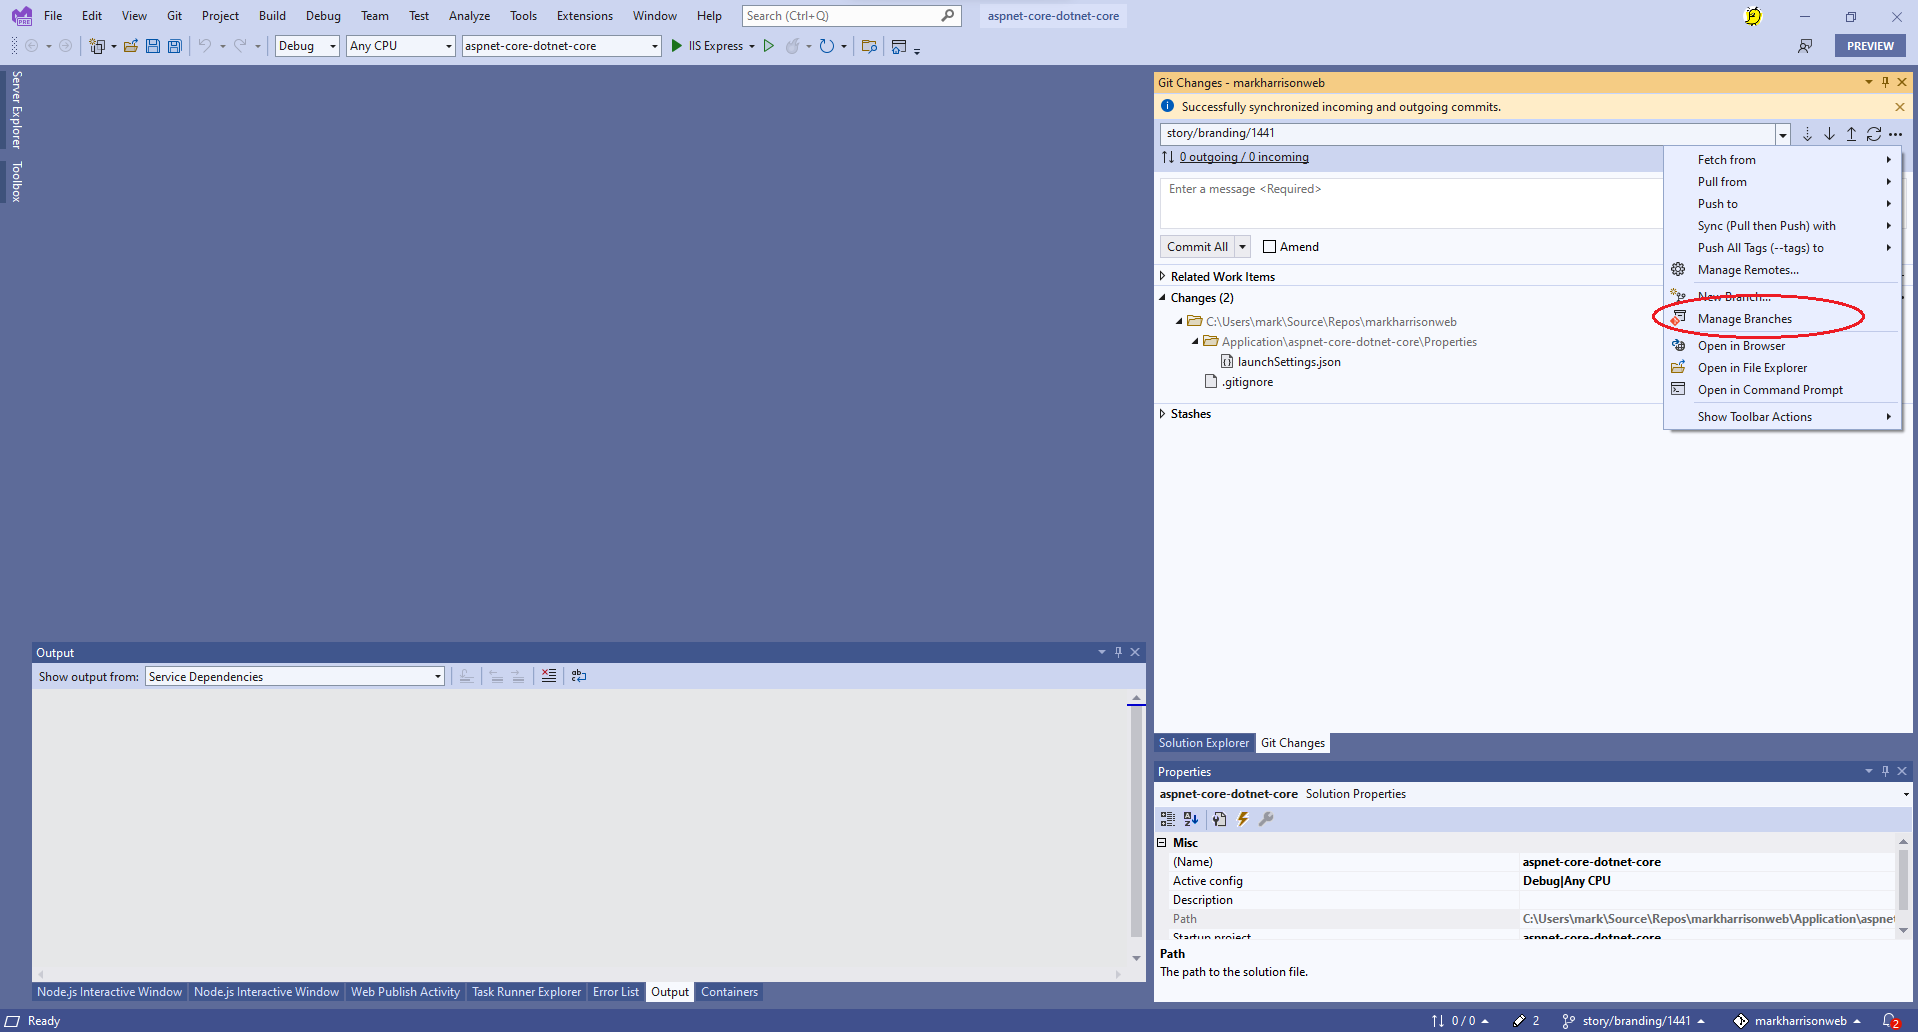 File Edit View Git Project Build Debug Team Test Analyze Tools Extensions Window Help Search (Ctrl+Q) aspnet-core-dotnet-core
Debug Any CPU aspnet-core-dotnet-core IIS Express PREVIEW
Server Explorer
Toolbox
Git Changes - markharrisonweb
Successfully synchronized incoming and outgoing commits.
story/branding/1441
0 outgoing / 0 incoming
Enter a message <Required>
Commit All Amend
Related Work Items
Changes (2)
C:\Users\mark\Source\Repos\markharrisonweb
Application\aspnet-core-dotnet-core\Properties
launchSettings.json
.gitignore
Stashes
Fetch from
Pull from
Push to
Sync (Pull then Push) with
Push All Tags (--tags) to
Manage Remotes...
New Branch...
Manage Branches
Open in Browser
Open in File Explorer
Open in Command Prompt
Show Toolbar Actions
Output
Show output from: Service Dependencies
Solution Explorer Git Changes
Properties
aspnet-core-dotnet-core Solution Properties
Misc
(Name) aspnet-core-dotnet-core
Active config Debug|Any CPU
Description
Path C:\Users\mark\Source\Repos\markharrisonweb\Application\aspnet
Startup project aspnet-core-dotnet-core
Path
The path to the solution file.
Node.js Interactive Window Node.js Interactive Window Web Publish Activity Task Runner Explorer Error List Output Containers
Ready 0 / 0 2 story/branding/1441 markharrisonweb 2